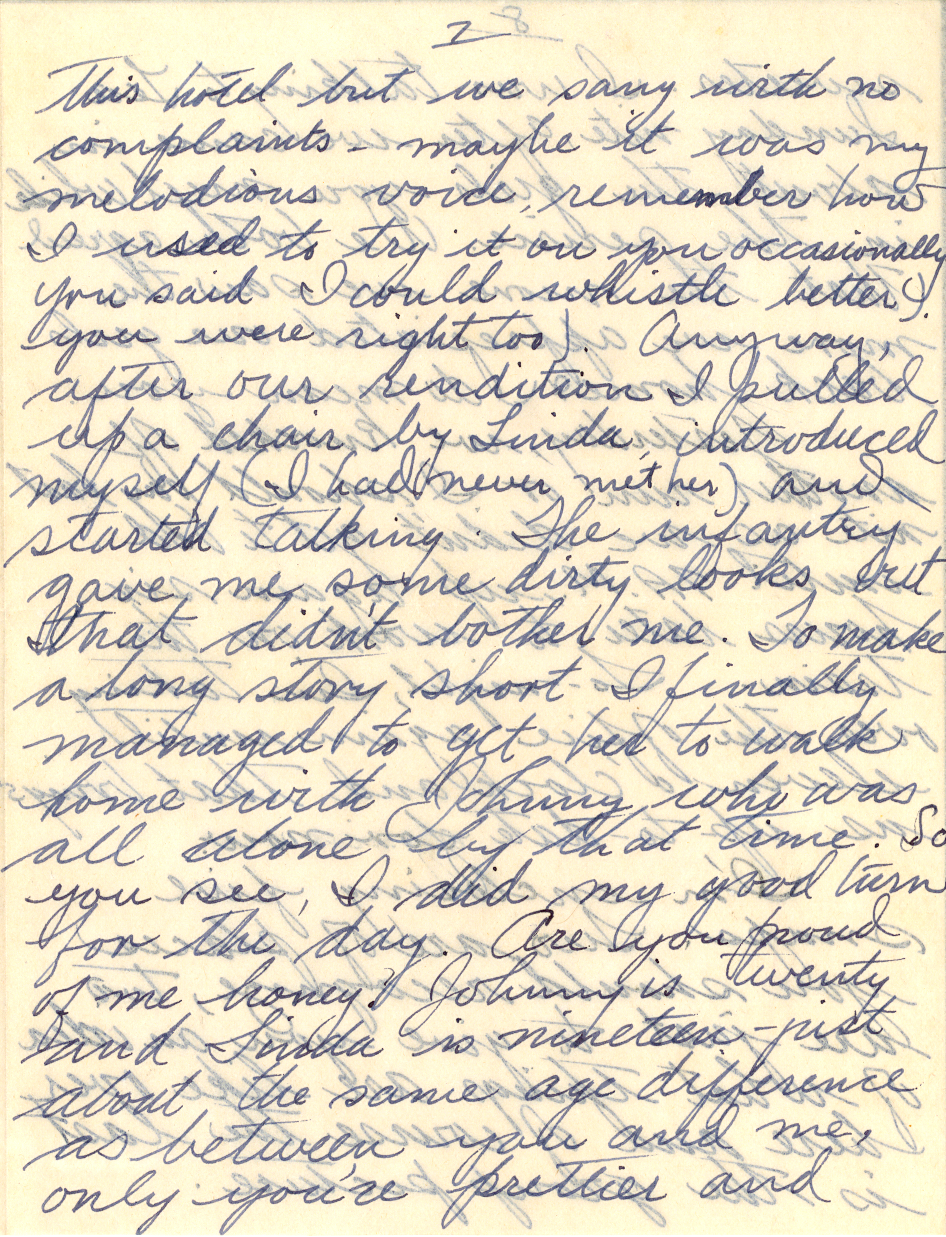 7
This hotel but we sang with no
complaints - maybe it was my
melodious voice, remember how
I used to try it on you occasionally
you said I could whistle better).
you were right too). Anyway,
after our rendition I pulled
up a chair by Linda, introduced
myself (I had never met her) and
started talking. The infantry
gave me some dirty looks but
that didn't bother me. To make
a long story short I finally
managed to get her to walk
home with Johnny who was
all alone by that time. So
you see, I did my good turn
for the day. Are you proud
of me honey? Johnny is twenty
and Linda is nineteen - just
about the same age difference
as between you and me,
only you're prettier and